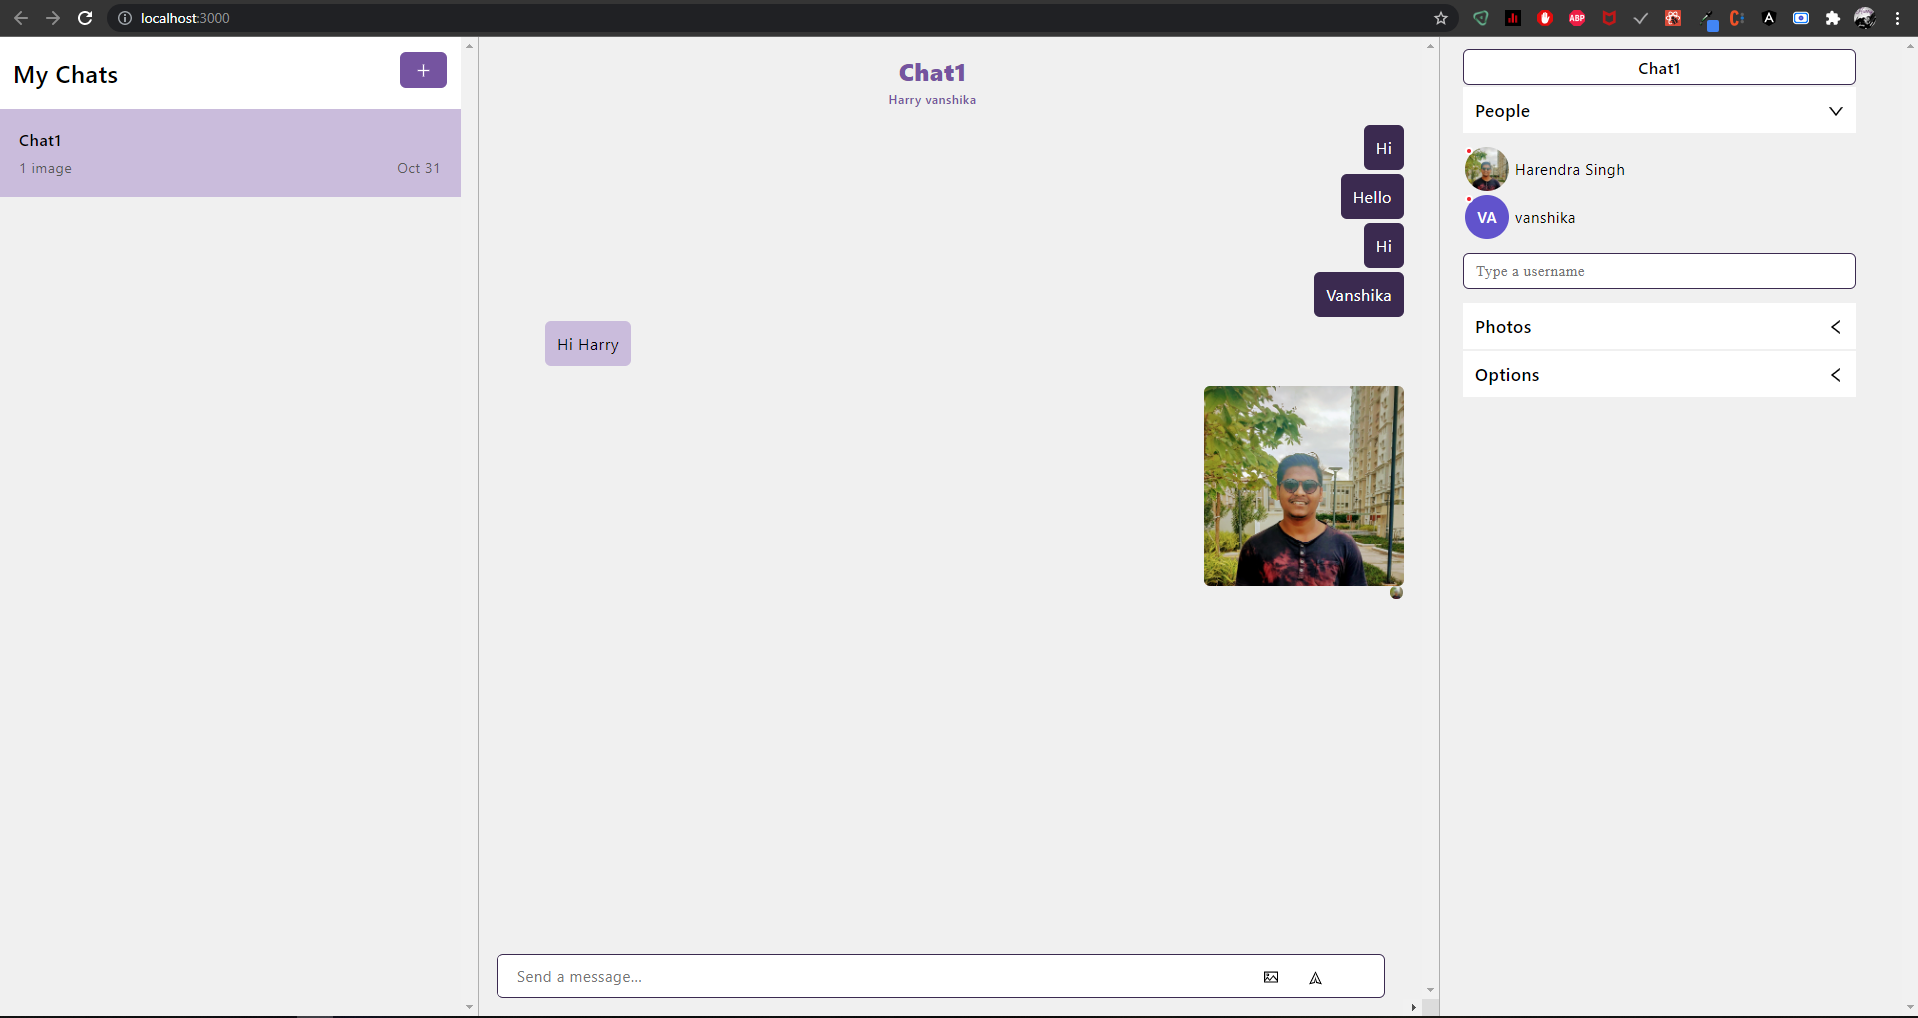 localhost:3000
ABP
My Chats
+
Chat1
1 image
Oct 31
Chat1
Harry vanshika
Hi
Hello
Hi
Vanshika
Hi Harry
Send a message...
Chat1
People
Harendra Singh
VA
vanshika
Type a username
Photos
Options